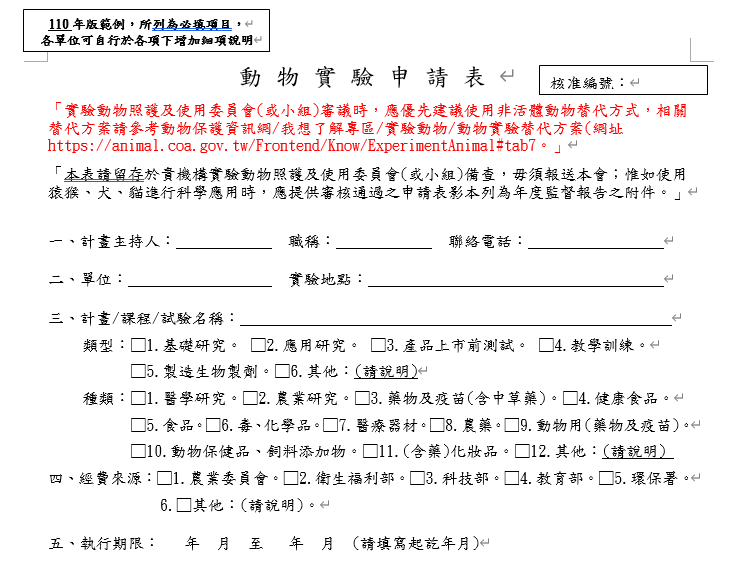 110年版範例，所列為必填項目，
各單位可自行於各項下增加細項說明
動物實驗申請表
核准編號：
「實驗動物照護及使用委員會(或小組)審議時，應優先建議使用非活體動物替代方式，相關
替代方案請參考動物保護資訊網/我想了解專區/實驗動物/動物實驗替代方案(網址
https://animal.coa.gov.tw/Frontend/Know/ExperimentAnimal#tab7。」
「本表請留存於貴機構實驗動物照護及使用委員會(或小組)備查，毋須報送本會；惟如使用
猿猴、犬、貓進行科學應用時，應提供審核通過之申請表影本列為年度監督報告之附件。」
一、計畫主持人：____________ 職稱：____________ 聯絡電話：_________________
二、單位：__________________ 實驗地點：_____________________________________
三、計畫/課程/試驗名稱：______________________________________________________
類型：□1.基礎研究。 □2.應用研究。 □3.產品上市前測試。 □4.教學訓練。
□5.製造生物製劑。□6.其他：(請說明)
種類：□1.醫學研究。□2.農業研究。□3.藥物及疫苗(含中草藥)。□4.健康食品。
□5.食品。□6.毒、化學品。□7.醫療器材。□8.農藥。□9.動物用(藥物及疫苗)。
□10.動物保健品、飼料添加物。□11.(含藥)化妝品。□12.其他：(請說明)
四、經費來源：□1.農業委員會。□2.衛生福利部。□3.科技部。□4.教育部。□5.環保署。
6.□其他：(請說明)。
五、執行期限： 年 月 至 年 月 (請填寫起訖年月)